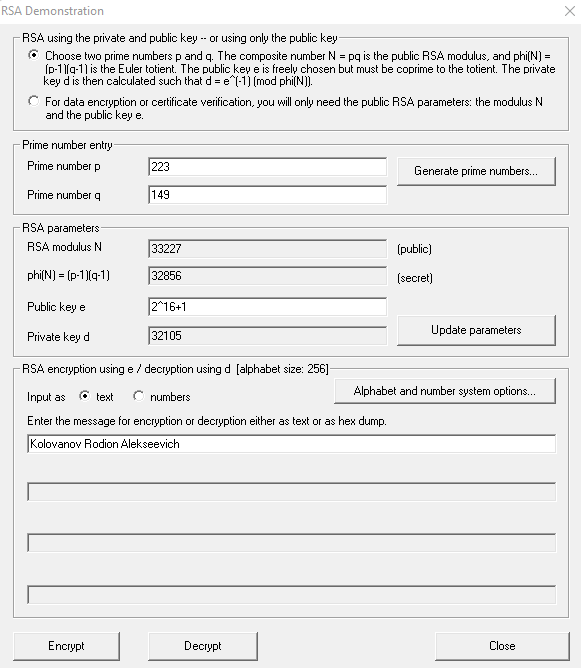 RSA Demonstration
RSA using the private and public key -- or using only the public key
Choose two prime numbers p and q. The composite number N = pq is the public RSA modulus, and phi(N) =
(p-1)(q-1) is the Euler totient. The public key e is freely chosen but must be coprime to the totient. The private
key d is then calculated such that d = e^(-1) (mod phi(N)).
For data encryption or certificate verification, you will only need the public RSA parameters: the modulus N
and the public key e.
Prime number entry
Prime number p 223 Generate prime numbers...
Prime number q 149
RSA parameters
RSA modulus N 33227 (public)
phi(N) = (p-1)(q-1) 32856 (secret)
Public key e 2^16+1
Private key d 32105 Update parameters
RSA encryption using e / decryption using d [alphabet size: 256]
Input as text numbers Alphabet and number system options...
Enter the message for encryption or decryption either as text or as hex dump.
Kolovanov Rodion Alekseevich
Encrypt Decrypt Close